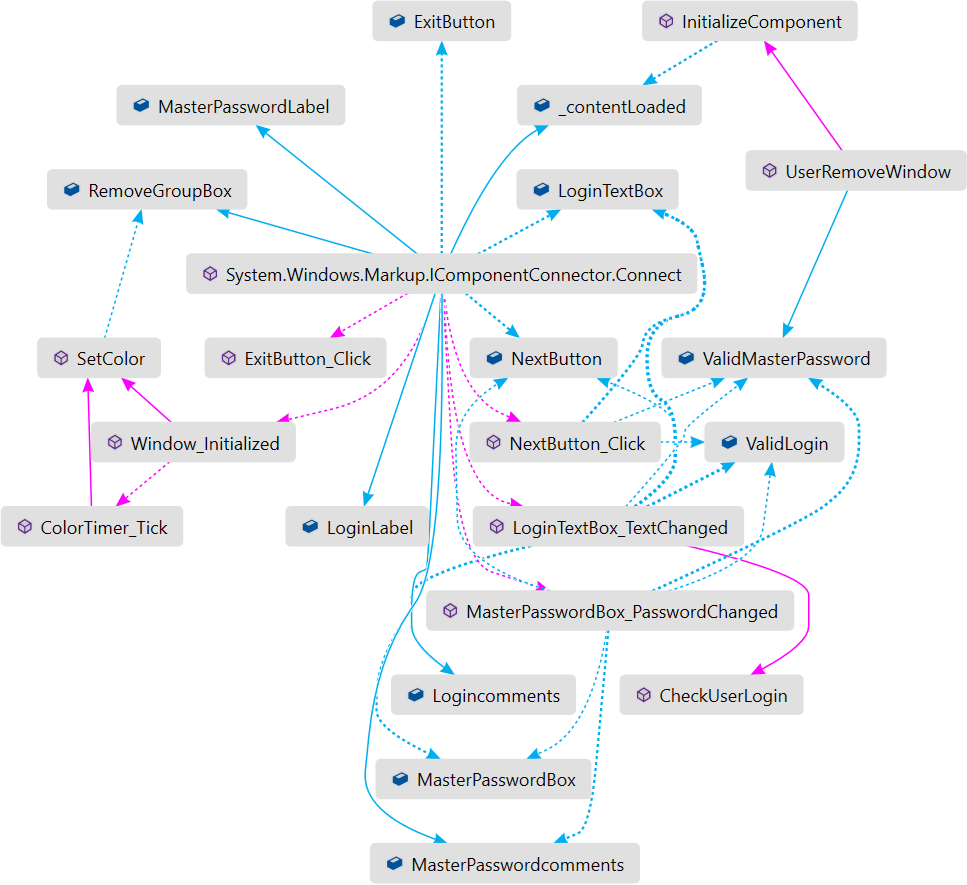 ExitButton
InitializeComponent
MasterPasswordLabel
_contentLoaded
UserRemoveWindow
RemoveGroupBox
LoginTextBox
System.Windows.Markup.IComponentConnector.Connect
SetColor
ExitButton_Click
NextButton
ValidMasterPassword
Window_Initialized
NextButton_Click
ValidLogin
ColorTimer_Tick
LoginLabel
LoginTextBox_TextChanged
MasterPasswordBox_PasswordChanged
Logincomments
CheckUserLogin
MasterPasswordBox
MasterPasswordcomments